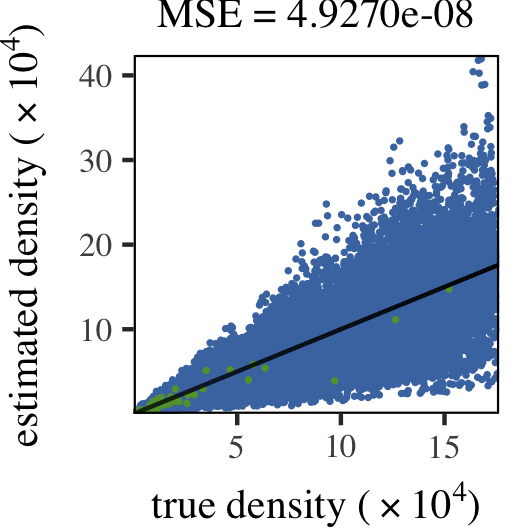 MSE = 4.9270e-08
estimated density ( × 10⁴)
40
30
20
10
5 10 15
true density ( × 10⁴)